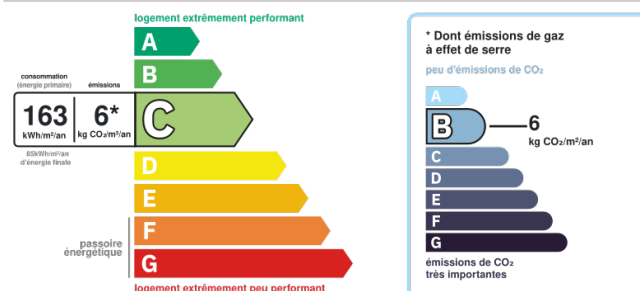 logement extrêmement performant
A
B
consommation
(énergie primaire)
émissions
163
kWh/m²/an
6*
kg CO₂/m²/an
C
85kWh/m²/an
d'énergie finale
D
E
F
G
passoire
énergétique
logement extrêmement peu performant
* Dont émissions de gaz
à effet de serre
peu d'émissions de CO₂
A
B
6
kg CO₂/m²/an
C
D
E
F
G
émissions de CO₂
très importantes